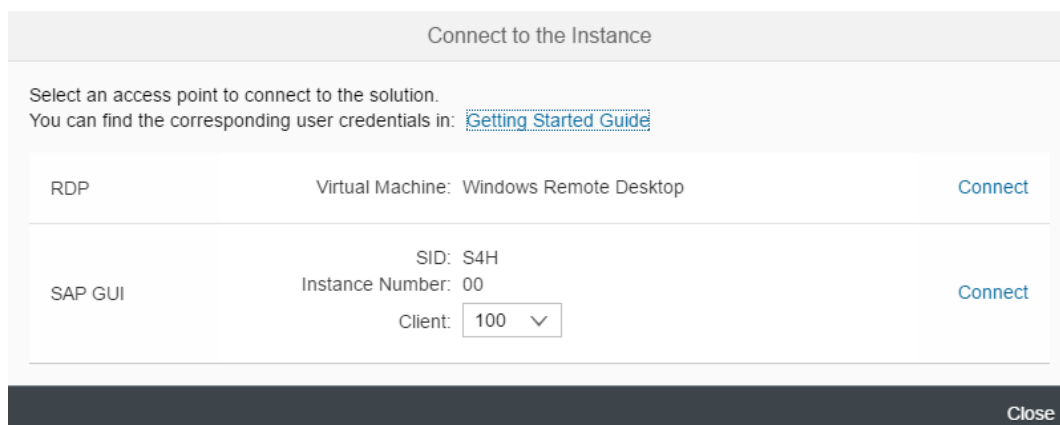 Connect to the Instance
Select an access point to connect to the solution.
You can find the corresponding user credentials in: Getting Started Guide
RDP Virtual Machine: Windows Remote Desktop Connect
SID: S4H
Instance Number: 00
SAP GUI Connect
Client: 100
Close